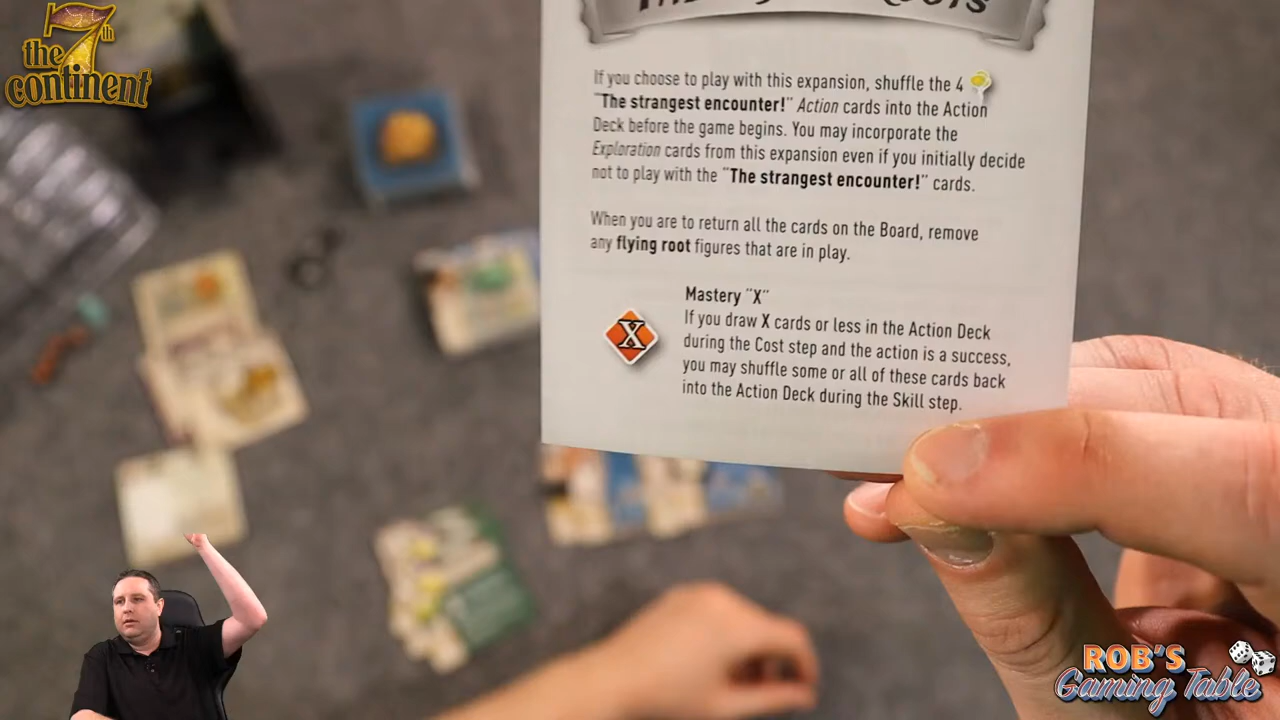 the
7th
continent
If you choose to play with this expansion, shuffle the 4
"The strangest encounter!" Action cards into the Action
Deck before the game begins. You may incorporate the
Exploration cards from this expansion even if you initially decide
not to play with the "The strangest encounter!" cards.
When you are to return all the cards on the Board, remove
any flying root figures that are in play.
Mastery "X"
X
If you draw X cards or less in the Action Deck
during the Cost step and the action is a success,
you may shuffle some or all of these cards back
into the Action Deck during the Skill step.
ROB'S
Gaming Table